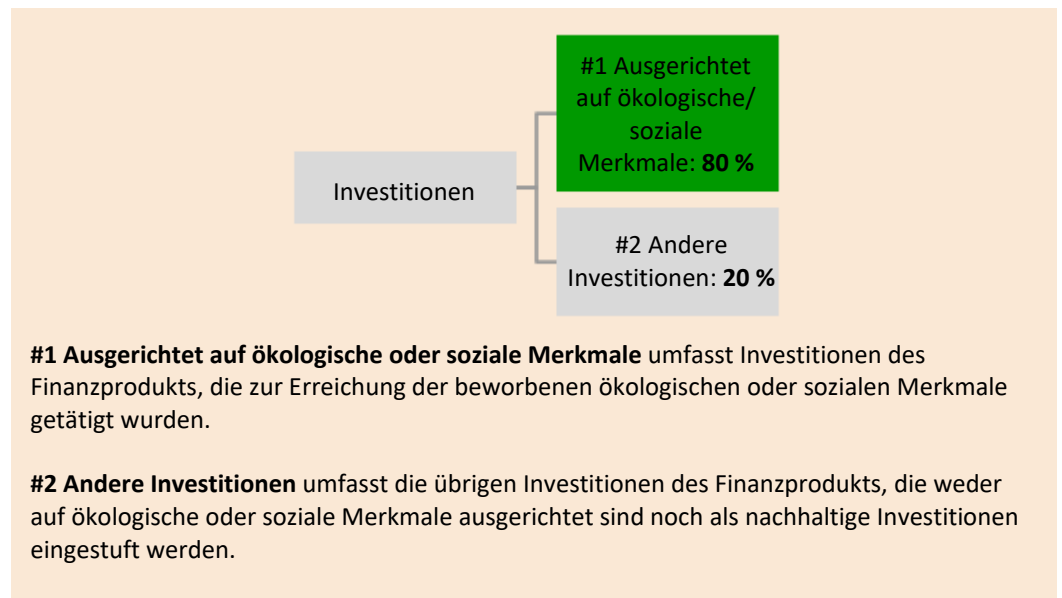 #1 Ausgerichtet
auf ökologische/
soziale
Merkmale: 80 %
Investitionen
#2 Andere
Investitionen: 20 %
#1 Ausgerichtet auf ökologische oder soziale Merkmale umfasst Investitionen des
Finanzprodukts, die zur Erreichung der beworbenen ökologischen oder sozialen Merkmale
getätigt wurden.
#2 Andere Investitionen umfasst die übrigen Investitionen des Finanzprodukts, die weder
auf ökologische oder soziale Merkmale ausgerichtet sind noch als nachhaltige Investitionen
eingestuft werden.